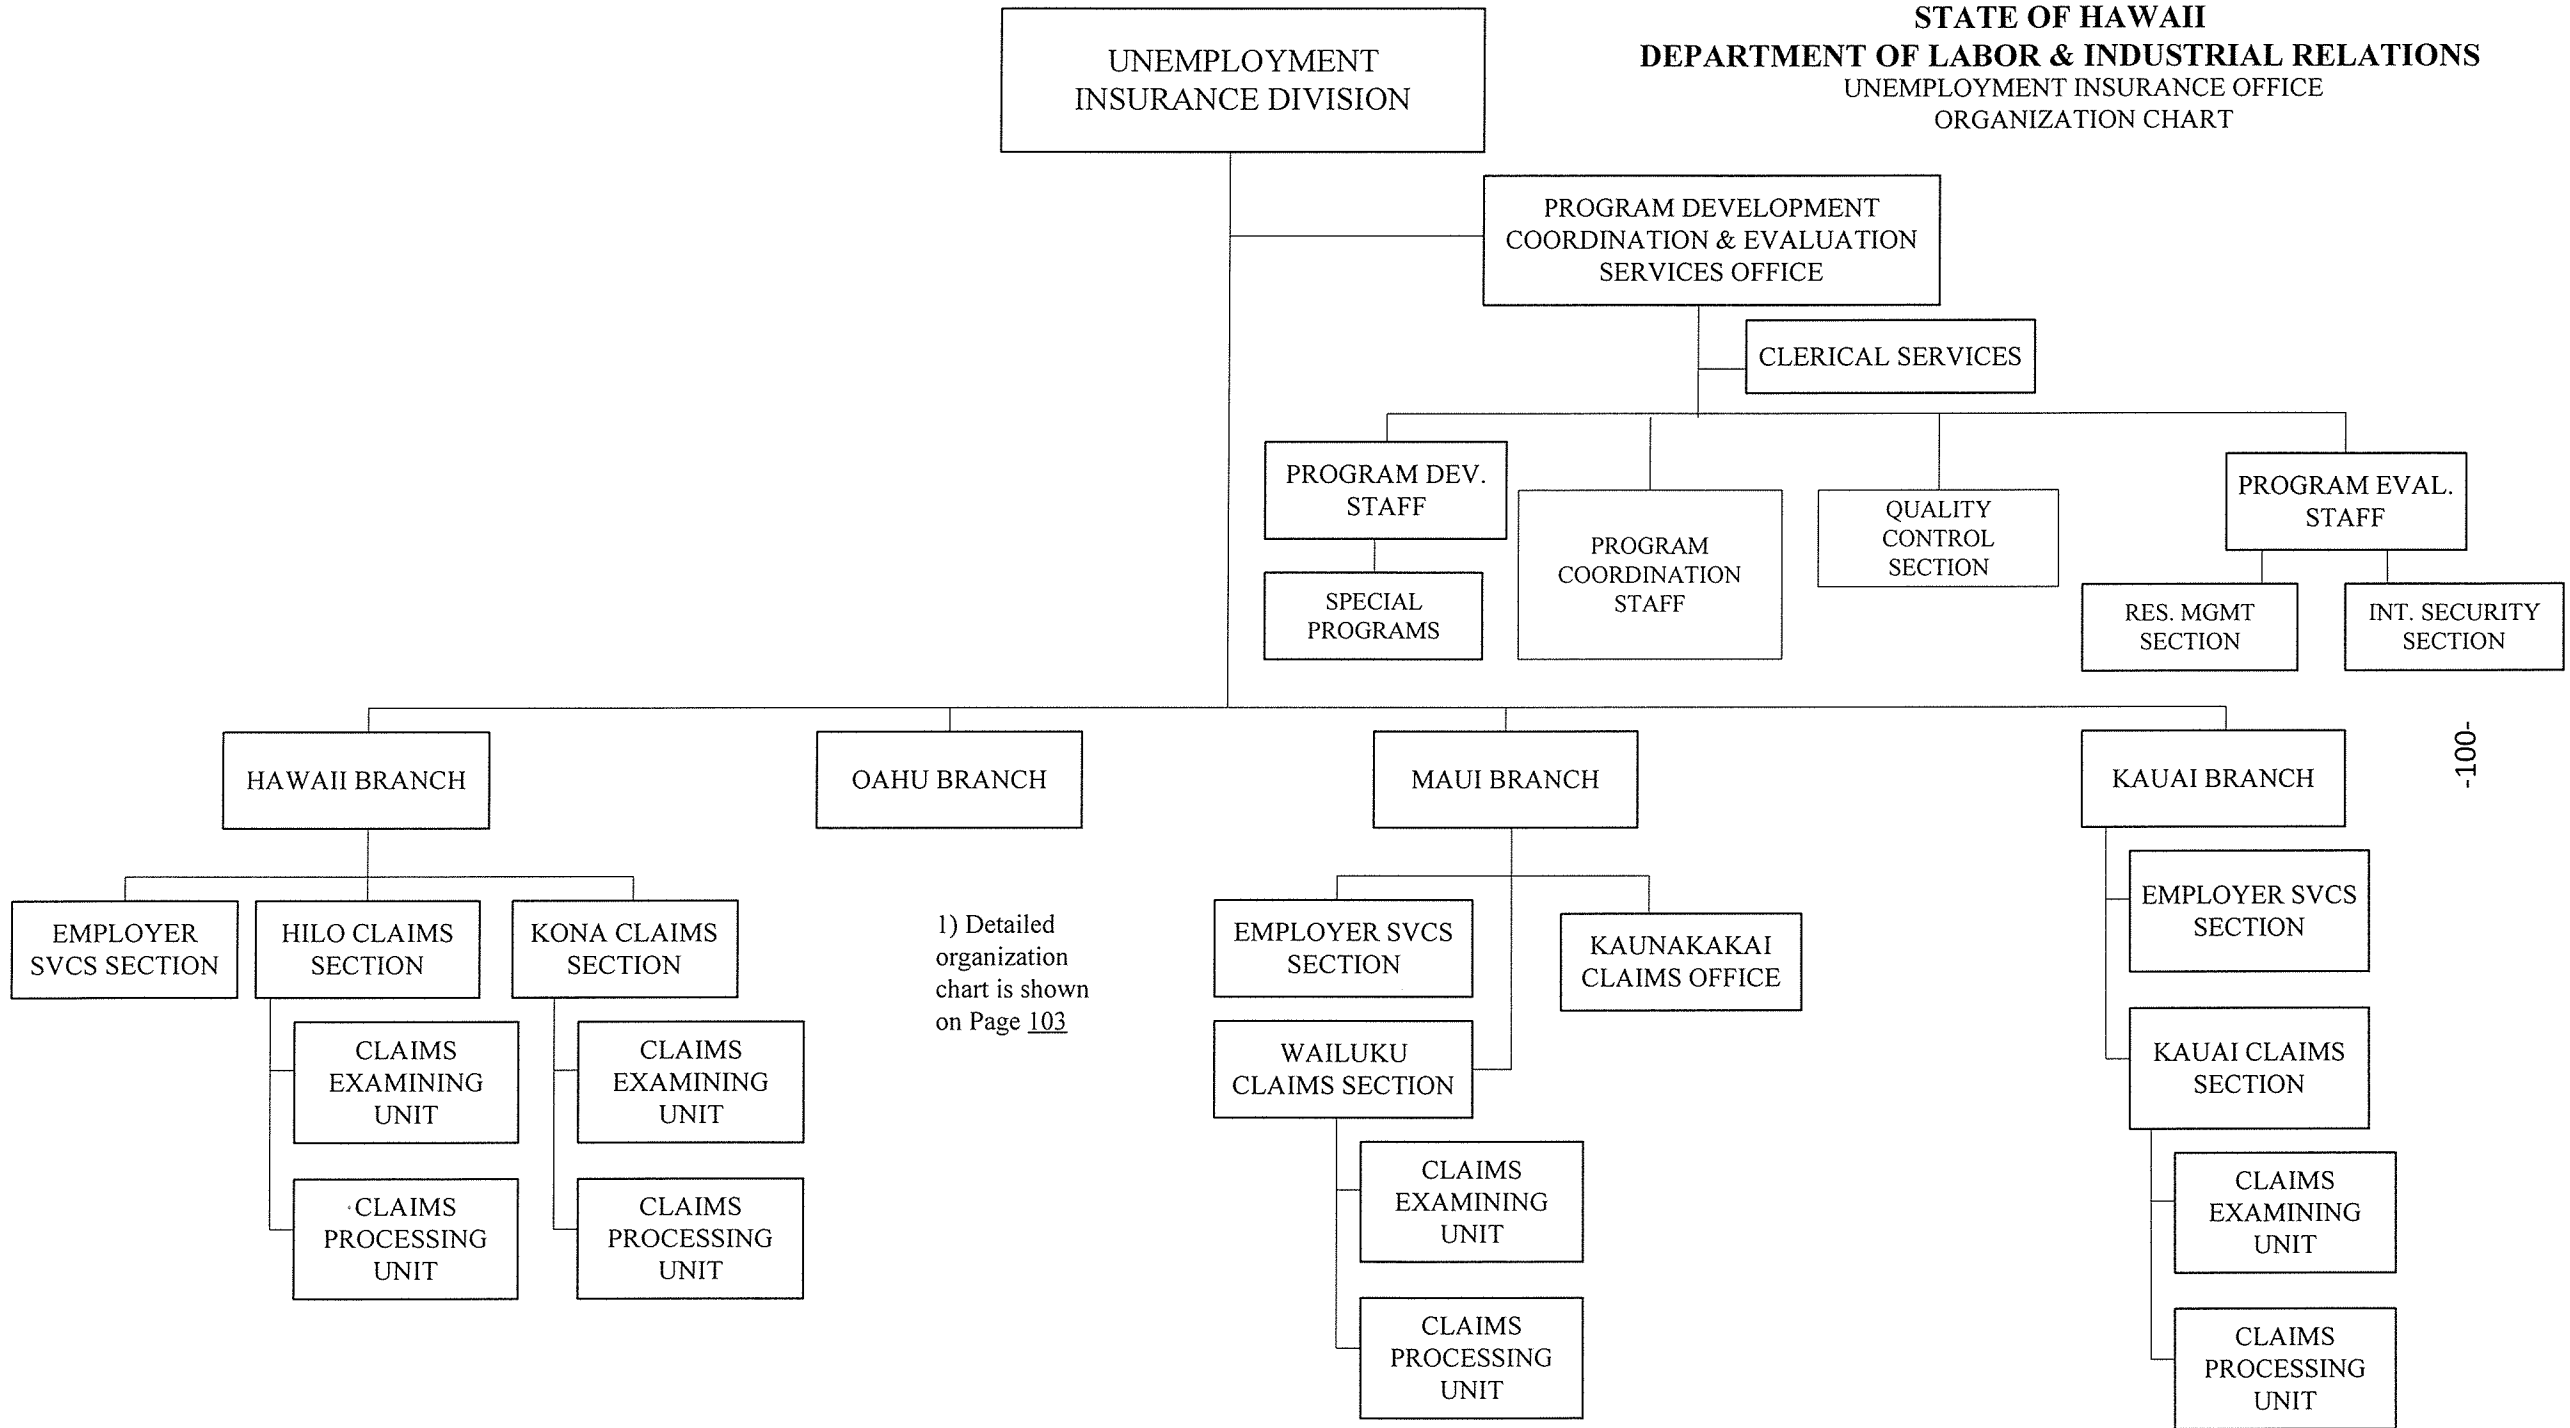 STATE OF HAWAII
DEPARTMENT OF LABOR & INDUSTRIAL RELATIONS
UNEMPLOYMENT INSURANCE OFFICE
ORGANIZATION CHART
UNEMPLOYMENT
INSURANCE DIVISION
PROGRAM DEVELOPMENT
COORDINATION & EVALUATION
SERVICES OFFICE
CLERICAL SERVICES
PROGRAM DEV.
STAFF
SPECIAL
PROGRAMS
PROGRAM
COORDINATION
STAFF
QUALITY
CONTROL
SECTION
PROGRAM EVAL.
STAFF
RES. MGMT
SECTION
INT. SECURITY
SECTION
HAWAII BRANCH
OAHU BRANCH
MAUI BRANCH
KAUAI BRANCH
-100-
EMPLOYER
SVCS SECTION
HILO CLAIMS
SECTION
CLAIMS
EXAMINING
UNIT
CLAIMS
PROCESSING
UNIT
KONA CLAIMS
SECTION
CLAIMS
EXAMINING
UNIT
CLAIMS
PROCESSING
UNIT
1) Detailed
organization
chart is shown
on Page 103
EMPLOYER SVCS
SECTION
KAUNAKAKAI
CLAIMS OFFICE
WAILUKU
CLAIMS SECTION
CLAIMS
EXAMINING
UNIT
CLAIMS
PROCESSING
UNIT
EMPLOYER SVCS
SECTION
KAUAI CLAIMS
SECTION
CLAIMS
EXAMINING
UNIT
CLAIMS
PROCESSING
UNIT